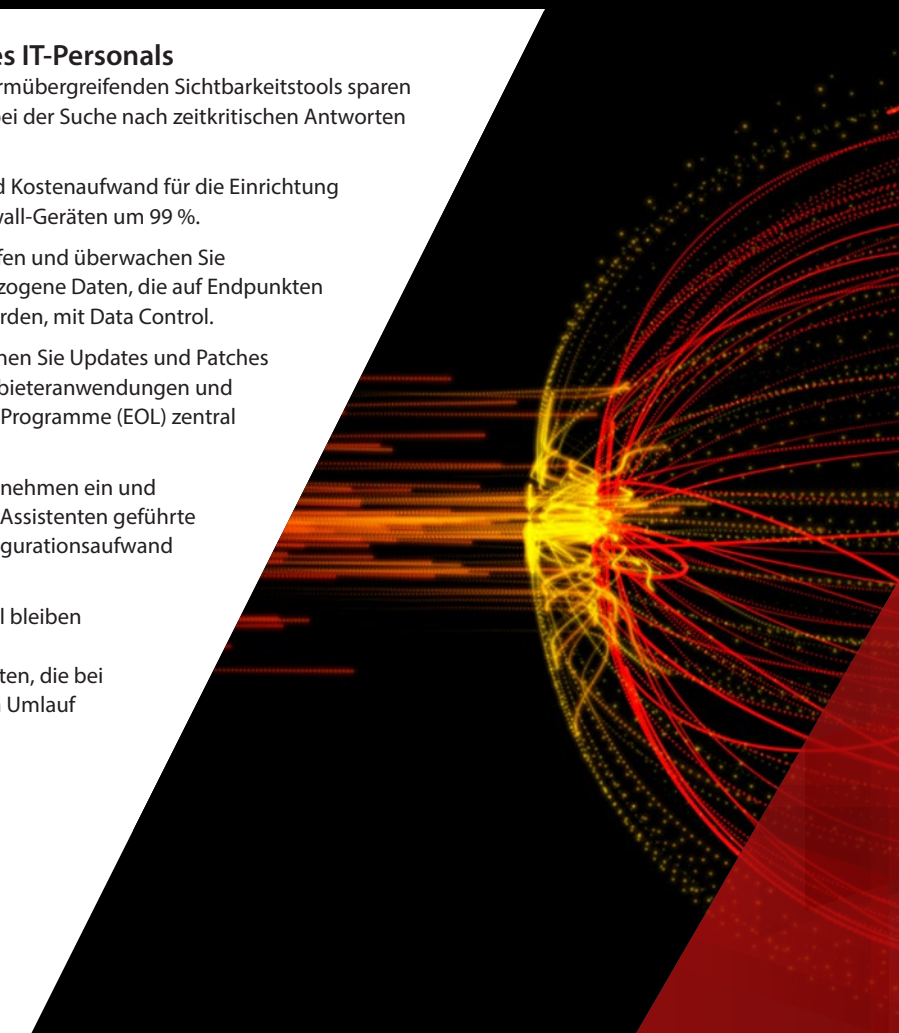 es IT-Personals
rmübergreifenden Sichtbarkeitstools sparen
ei der Suche nach zeitkritischen Antworten
d Kostenaufwand für die Einrichtung
wall-Geräten um 99 %.
fen und überwachen Sie
zogene Daten, die auf Endpunkten
rden, mit Data Control.
nen Sie Updates und Patches
bieteranwendungen und
Programme (EOL) zentral
nehmen ein und
Assistenten geführte
gurationsaufwand
l bleiben
ten, die bei
Umlauf